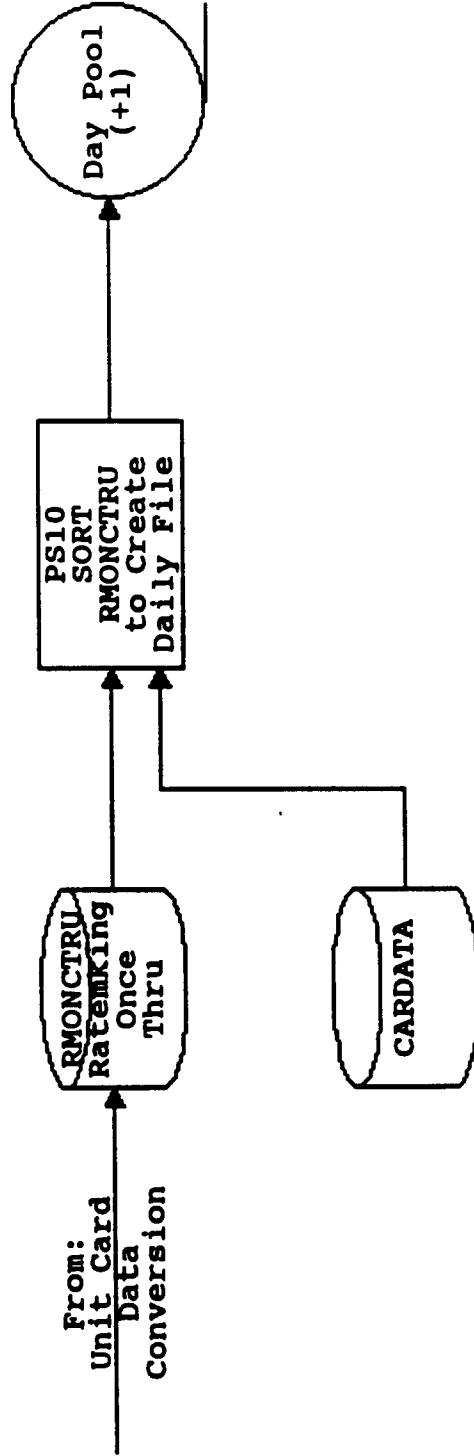 From:
Unit Card
Data
Conversion
RMONCTRU
Ratemking
Once
Thru
CARDATA
PS10
SORT
RMONCTRU
to Create
Daily File
Day Pool
(+1)